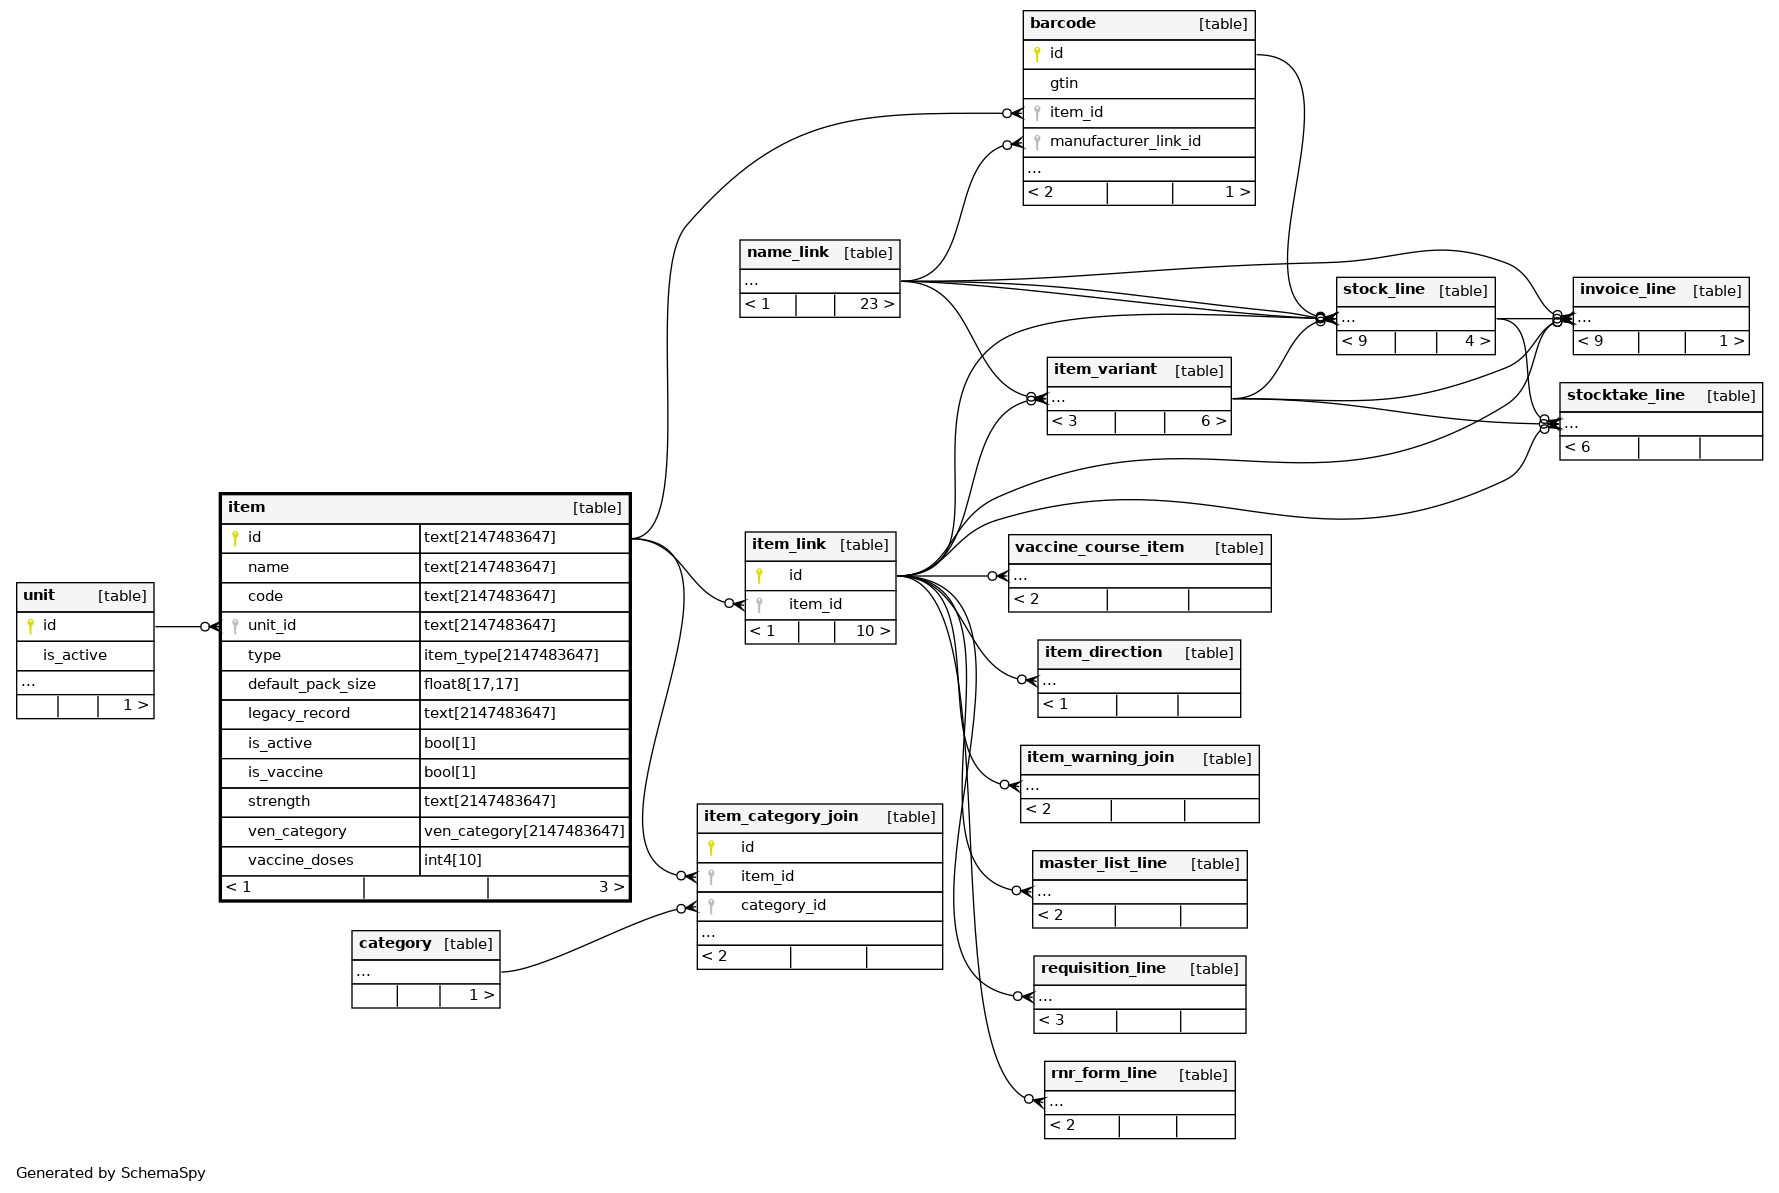 barcode [table]
id
gtin
item_id
manufacturer_link_id
...
< 2 1 >
name_link [table]
...
< 1 23 >
stock_line [table]
...
< 9 4 >
invoice_line [table]
...
< 9 1 >
item_variant [table]
...
< 3 6 >
stocktake_line [table]
...
< 6
item [table]
id text[2147483647]
name text[2147483647]
code text[2147483647]
unit_id text[2147483647]
type item_type[2147483647]
default_pack_size float8[17,17]
legacy_record text[2147483647]
is_active bool[1]
is_vaccine bool[1]
strength text[2147483647]
ven_category ven_category[2147483647]
vaccine_doses int4[10]
< 1 3 >
unit [table]
id
is_active
...
1 >
item_link [table]
id
item_id
< 1 10 >
vaccine_course_item [table]
...
< 2
item_direction [table]
...
< 1
item_warning_join [table]
...
< 2
item_category_join [table]
id
item_id
category_id
...
< 2
master_list_line [table]
...
< 2
category [table]
...
1 >
requisition_line [table]
...
< 3
rnr_form_line [table]
...
< 2
Generated by SchemaSpy